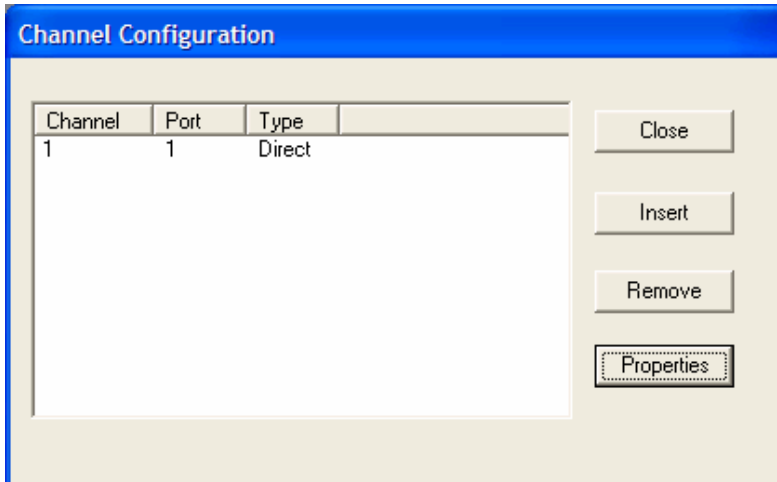 Channel Configuration
Channel Port Type
1 1 Direct
Close
Insert
Remove
Properties